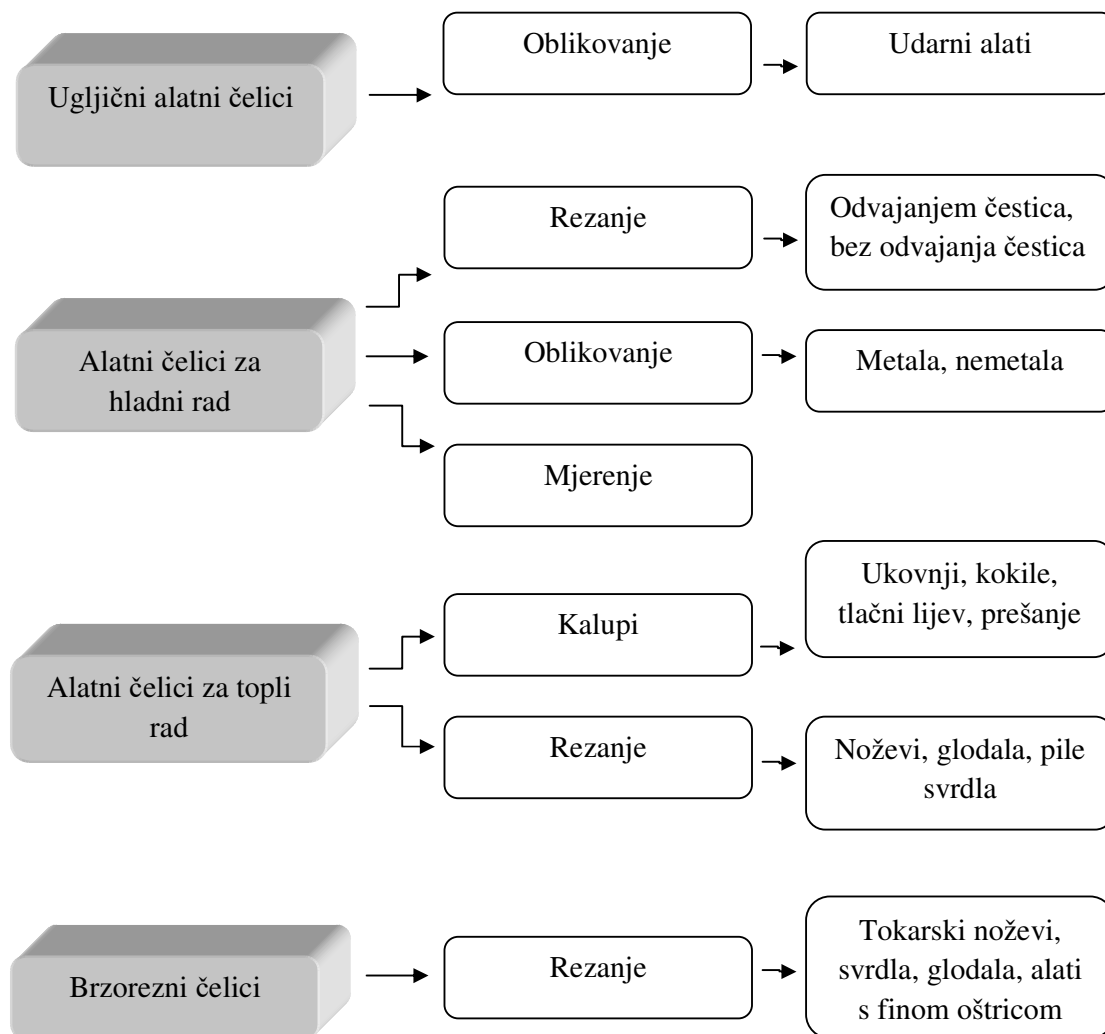 Ugljični alatni čelici
Oblikovanje
Udarni alati
Alatni čelici za
hladni rad
Rezanje
Odvajanjem čestica,
bez odvajanja čestica
Oblikovanje
Metala, nemetala
Mjerenje
Alatni čelici za topli
rad
Kalupi
Ukovnji, kokile,
tlačni lijev, prešanje
Rezanje
Noževi, glodala, pile
svrdla
Brzorezni čelici
Rezanje
Tokarski noževi,
svrdla, glodala, alati
s finom oštricom